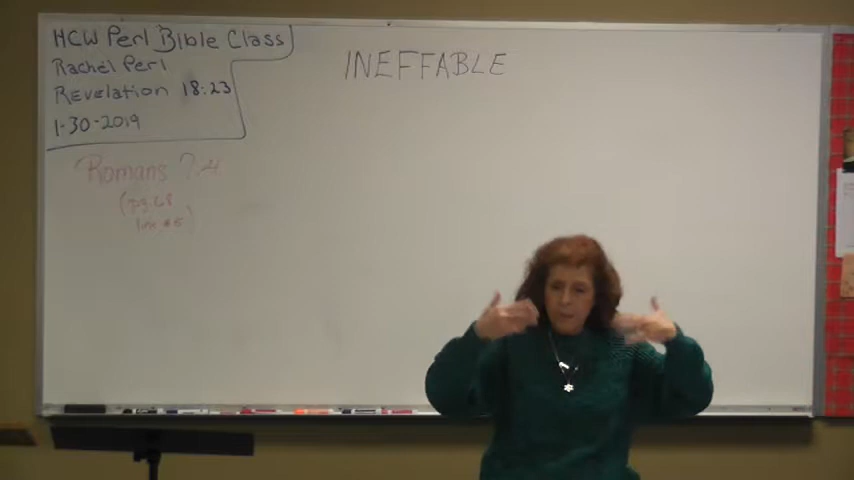 HCW Perl Bible Class
Rachel Perl
Revelation 18:23
1-30-2019
INEFFABLE
Romans 7:4
(pg. 68
line #5)